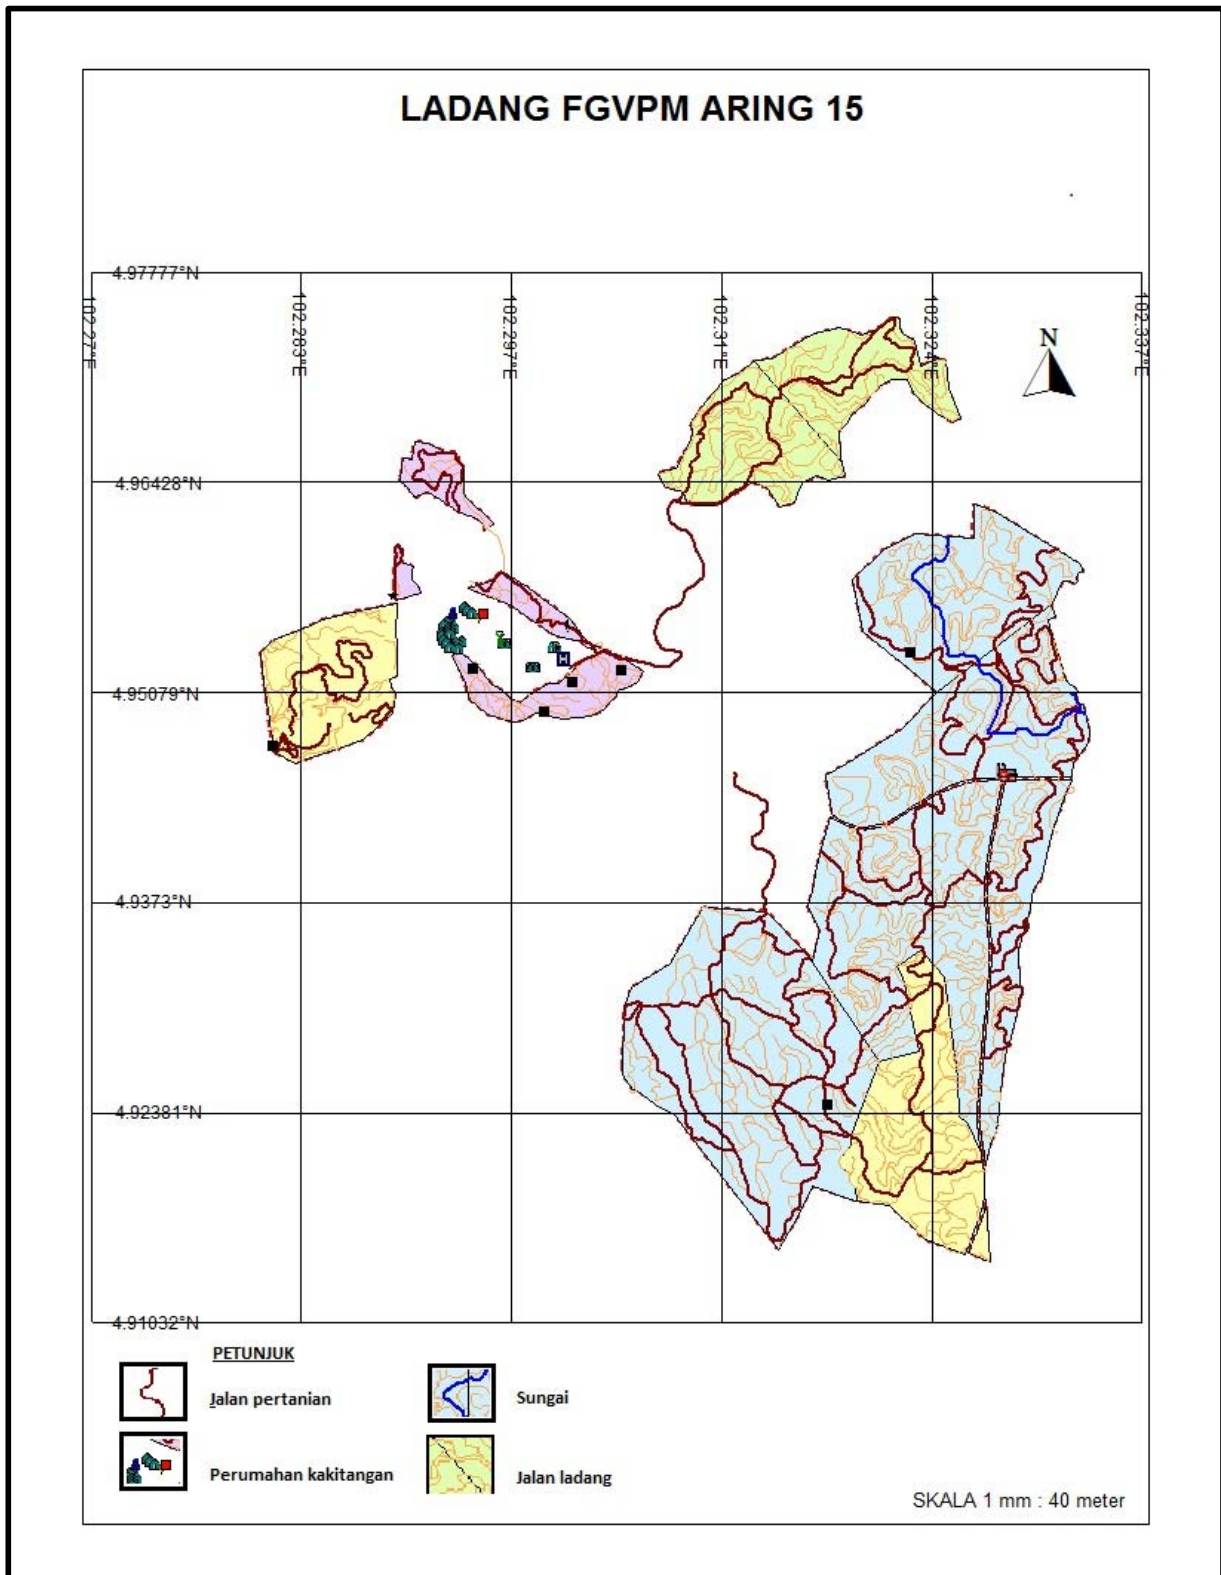 LADANG FGVPM ARING 15
4.97777°N
102.27°E
102.283°E
102.297°E
102.31°E
102.324°E
102.337°E
N
4.96428°N
4.95079°N
4.9373°N
4.92381°N
4.91032°N
PETUNJUK
Jalan pertanian
Sungai
Perumahan kakitangan
Jalan ladang
SKALA 1 mm : 40 meter